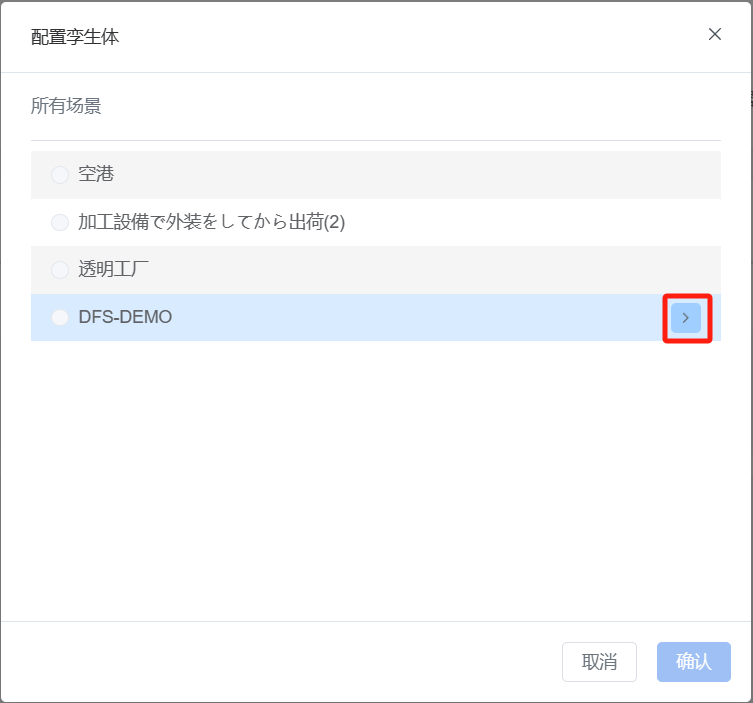 配置孪生体
所有场景
空港
加工設備で外装をしてから出荷(2)
透明工厂
DFS-DEMO
取消
确认